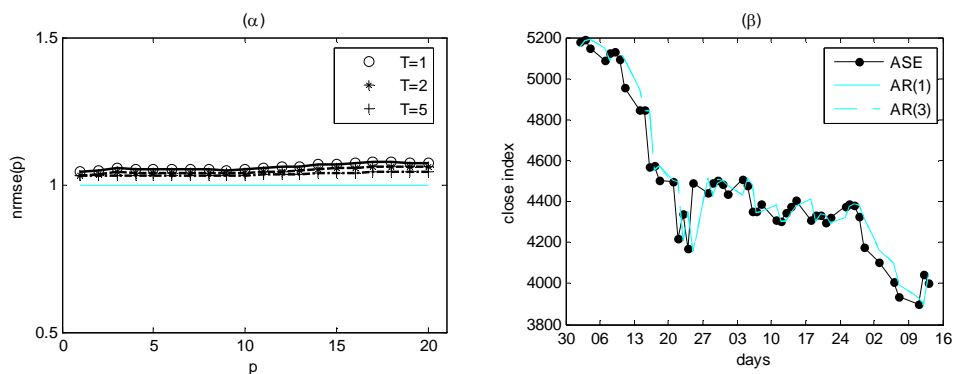 (α)
1.5
1
0.5
nrmse(p)
0 5 10 15 20
p
T=1
T=2
T=5
(β)
5200
5000
4800
4600
4400
4200
4000
3800
close index
30 06 13 20 27 03 10 17 24 02 09 16
days
ASE
AR(1)
AR(3)